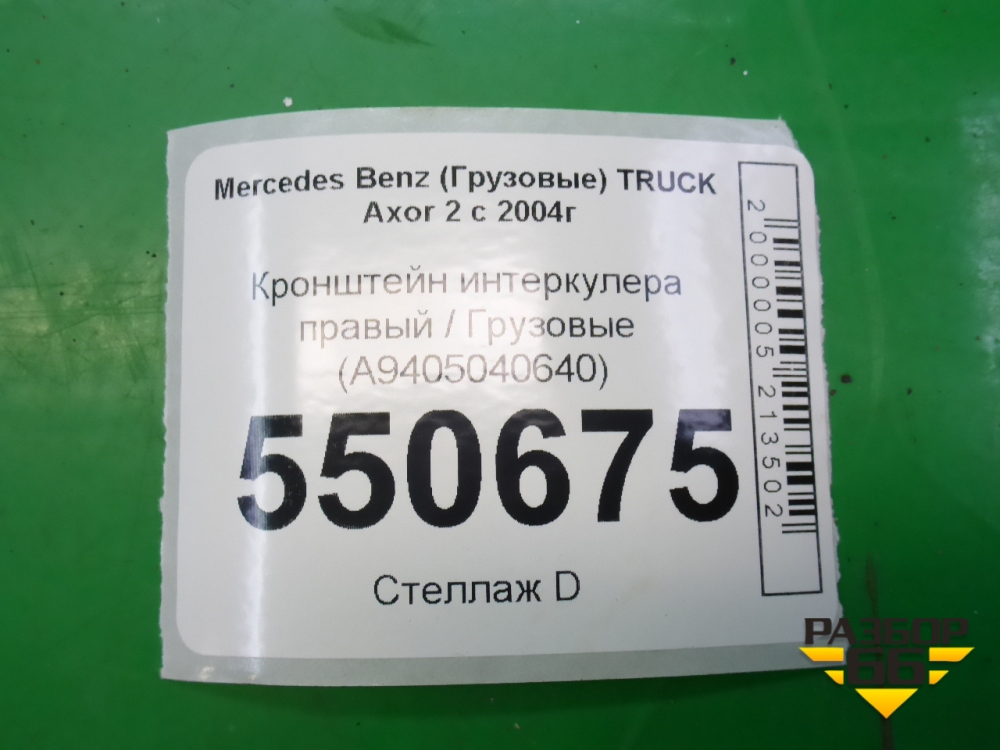 Mercedes Benz (Грузовые) TRUCK
Axor 2 с 2004г
Кронштейн интеркулера
правый / Грузовые
(A9405040640)
550675
Стеллаж D
2000005213502
РАЗБОР
66